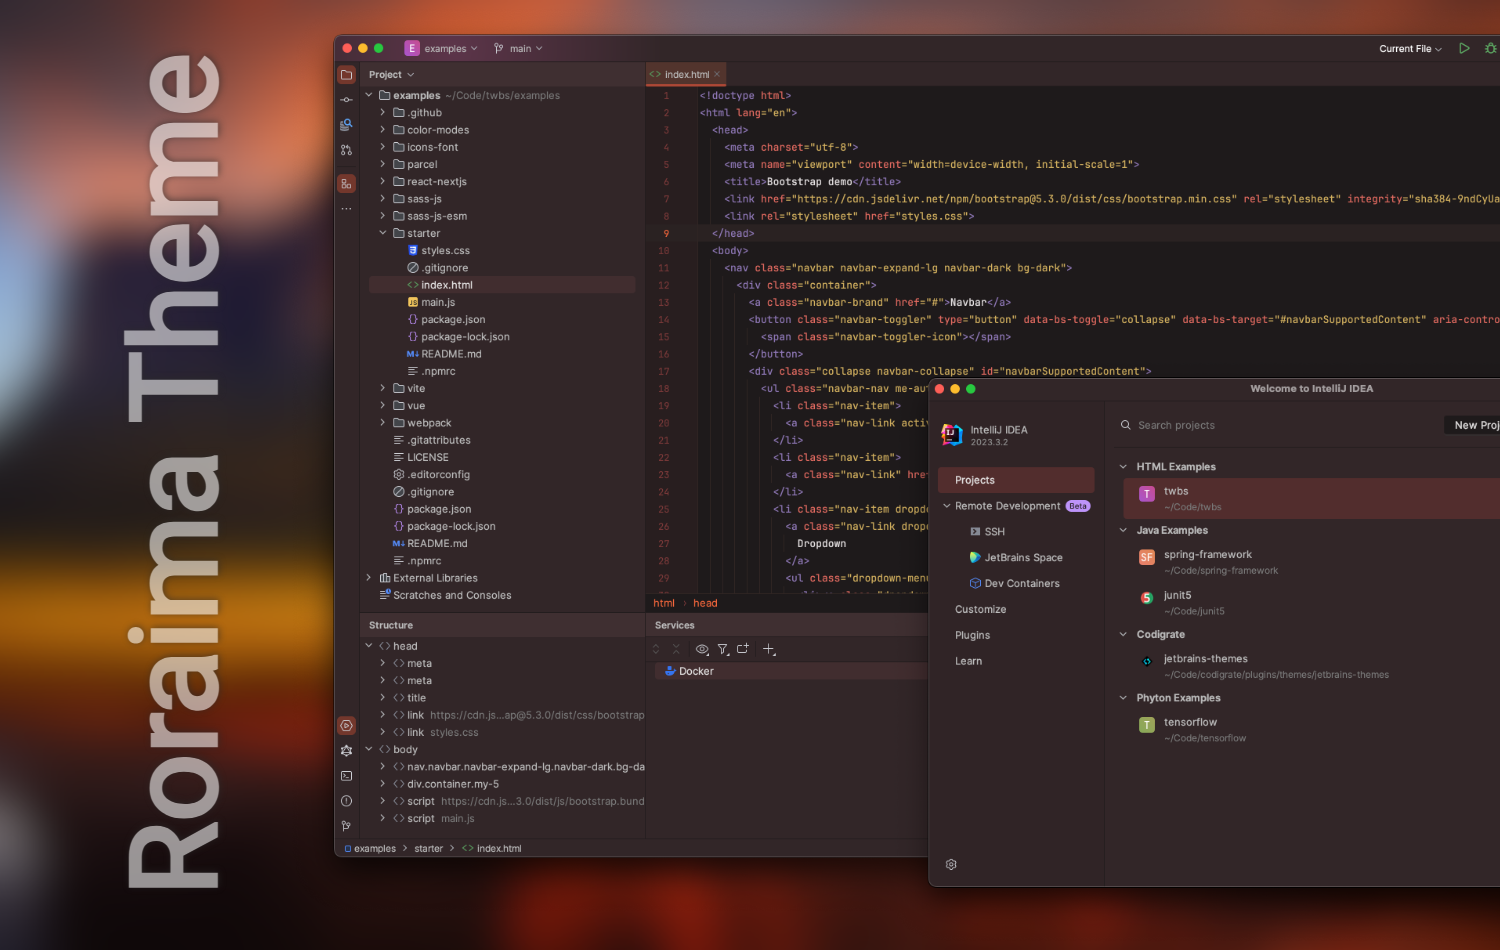 Roraima Theme
E examples main
Current File
Project
examples ~/Code/twbs/examples
.github
color-modes
icons-font
parcel
react-nextjs
sass-js
sass-js-esm
starter
styles.css
.gitignore
index.html
JS main.js
package.json
package-lock.json
M↓ README.md
.npmrc
vite
vue
webpack
.gitattributes
LICENSE
.editorconfig
.gitignore
package.json
package-lock.json
M↓ README.md
.npmrc
External Libraries
Scratches and Consoles
Structure
head
meta
meta
title
link https://cdn.js...ap@5.3.0/dist/css/bootstrap
link styles.css
body
nav.navbar.navbar-expand-lg.navbar-dark.bg-da
div.container.my-5
script https://cdn.js...3.0/dist/js/bootstrap.bund
script main.js
examples > starter > <> index.html
<> index.html ×
1 <!doctype html>
2 <html lang="en">
3 <head>
4 <meta charset="utf-8">
5 <meta name="viewport" content="width=device-width, initial-scale=1">
6 <title>Bootstrap demo</title>
7 <link href="https://cdn.jsdelivr.net/npm/bootstrap@5.3.0/dist/css/bootstrap.min.css" rel="stylesheet" integrity="sha384-9ndCyUa
8 <link rel="stylesheet" href="styles.css">
9 </head>
10 <body>
11 <nav class="navbar navbar-expand-lg navbar-dark bg-dark">
12 <div class="container">
13 <a class="navbar-brand" href="#">Navbar</a>
14 <button class="navbar-toggler" type="button" data-bs-toggle="collapse" data-bs-target="#navbarSupportedContent" aria-contro
15 <span class="navbar-toggler-icon"></span>
16 </button>
17 <div class="collapse navbar-collapse" id="navbarSupportedContent">
18 <ul class="navbar-nav me-au
19 <li class="nav-item">
20 <a class="nav-link acti
21 </li>
22 <li class="nav-item">
23 <a class="nav-link" hre
24 </li>
25 <li class="nav-item dropd
26 <a class="nav-link drop
27 Dropdown
28 </a>
29 <ul class="dropdown-menu
html > head
Services
Docker
Welcome to IntelliJ IDEA
IntelliJ IDEA
2023.3.2
Projects
Remote Development Beta
SSH
JetBrains Space
Dev Containers
Customize
Plugins
Learn
Search projects
New Proj
HTML Examples
T twbs
~/Code/twbs
Java Examples
SF spring-framework
~/Code/spring-framework
junit5
~/Code/junit5
Codigrate
jetbrains-themes
~/Code/codigrate/plugins/themes/jetbrains-themes
Phyton Examples
T tensorflow
~/Code/tensorflow